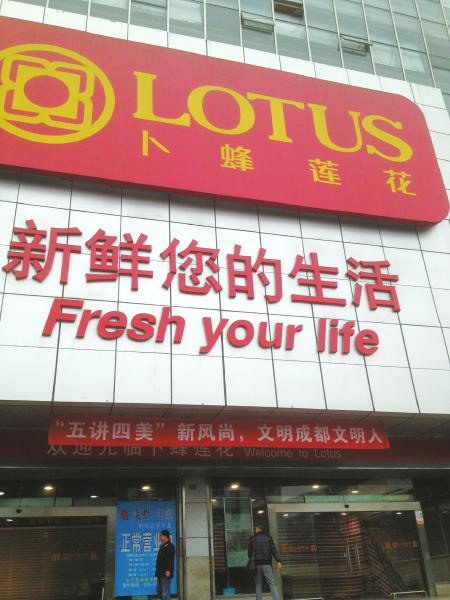 LOTUS
卜蜂莲花
新鲜您的生活
Fresh your life
“五讲四美”新风尚，文明成都文明人
欢迎光临卜蜂莲花 Welcome to Lotus
正常营业